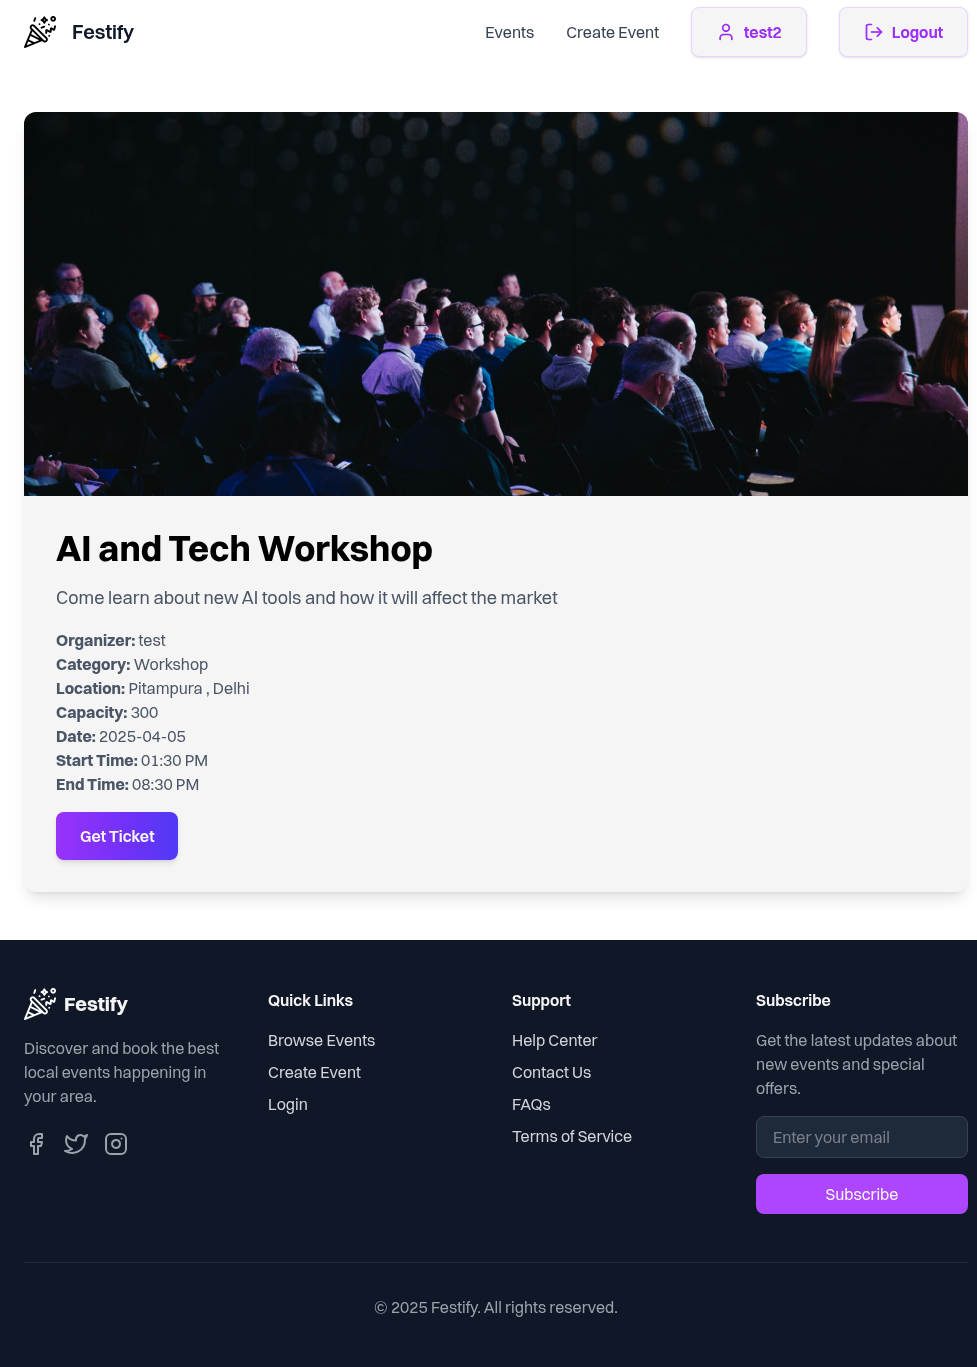 Festify
Events
Create Event
test2
Logout
AI and Tech Workshop
Come learn about new AI tools and how it will affect the market
Organizer: test
Category: Workshop
Location: Pitampura , Delhi
Capacity: 300
Date: 2025-04-05
Start Time: 01:30 PM
End Time: 08:30 PM
Get Ticket
Festify
Discover and book the best
local events happening in
your area.
Quick Links
Browse Events
Create Event
Login
Support
Help Center
Contact Us
FAQs
Terms of Service
Subscribe
Get the latest updates about
new events and special
offers.
Enter your email
Subscribe
© 2025 Festify. All rights reserved.